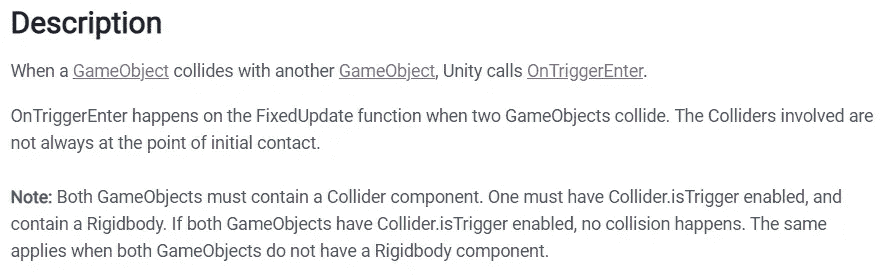 Description
When a GameObject collides with another GameObject, Unity calls OnTriggerEnter.
OnTriggerEnter happens on the FixedUpdate function when two GameObjects collide. The Colliders involved are
not always at the point of initial contact.
Note: Both GameObjects must contain a Collider component. One must have Collider.isTrigger enabled, and
contain a Rigidbody. If both GameObjects have Collider.isTrigger enabled, no collision happens. The same
applies when both GameObjects do not have a Rigidbody component.